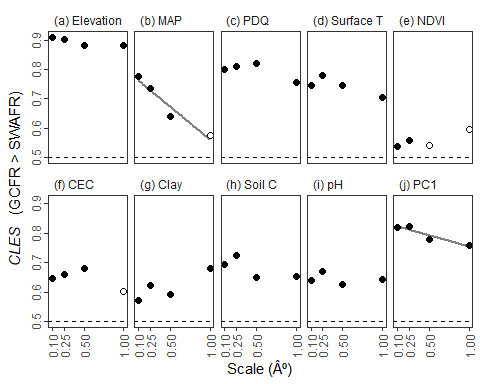 (a) Elevation (b) MAP (c) PDQ (d) Surface T (e) NDVI
0.9
0.8
0.7
0.6
0.5
(f) CEC (g) Clay (h) Soil C (i) pH (j) PC1
0.9
0.8
0.7
0.6
0.5
CLES (GCFR > SWAFR)
0.10 0.25 0.50 1.00 0.10 0.25 0.50 1.00 0.10 0.25 0.50 1.00 0.10 0.25 0.50 1.00 0.10 0.25 0.50 1.00
Scale (Âº)